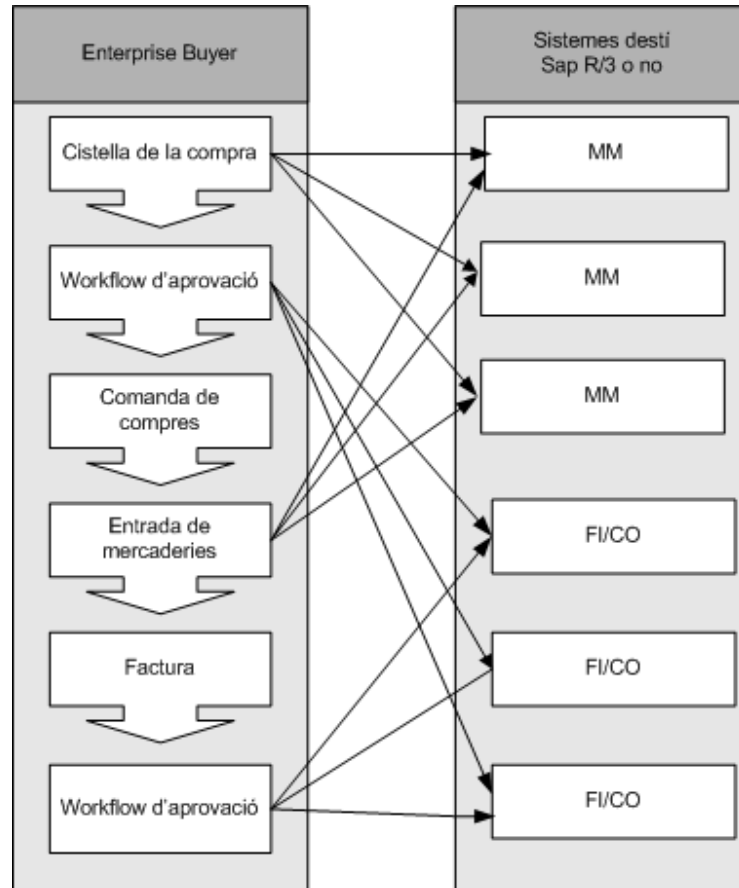 Enterprise Buyer
Sistemes destí
Sap R/3 o no
Cistella de la compra
Workflow d'aprovació
Comanda de
compres
Entrada de
mercaderies
Factura
Workflow d'aprovació
MM
MM
MM
FI/CO
FI/CO
FI/CO